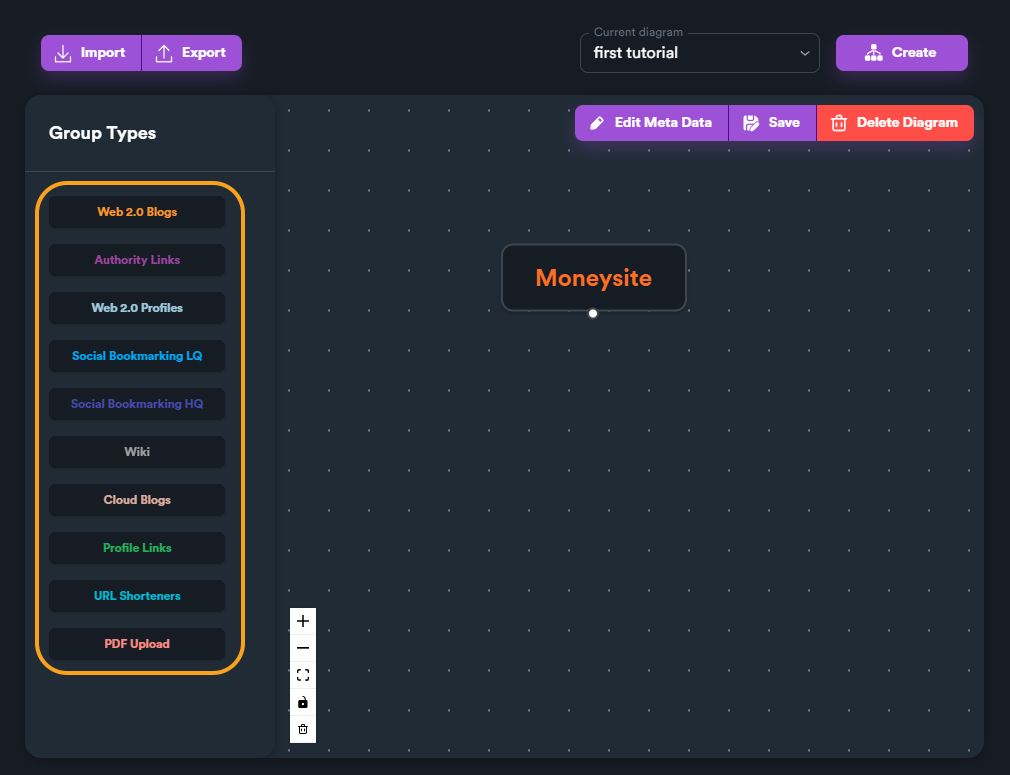 Import
Export
Current diagram
first tutorial
Create
Group Types
Edit Meta Data
Save
Delete Diagram
Web 2.0 Blogs
Authority Links
Web 2.0 Profiles
Social Bookmarking LQ
Social Bookmarking HQ
Wiki
Cloud Blogs
Profile Links
URL Shorteners
PDF Upload
Moneysite